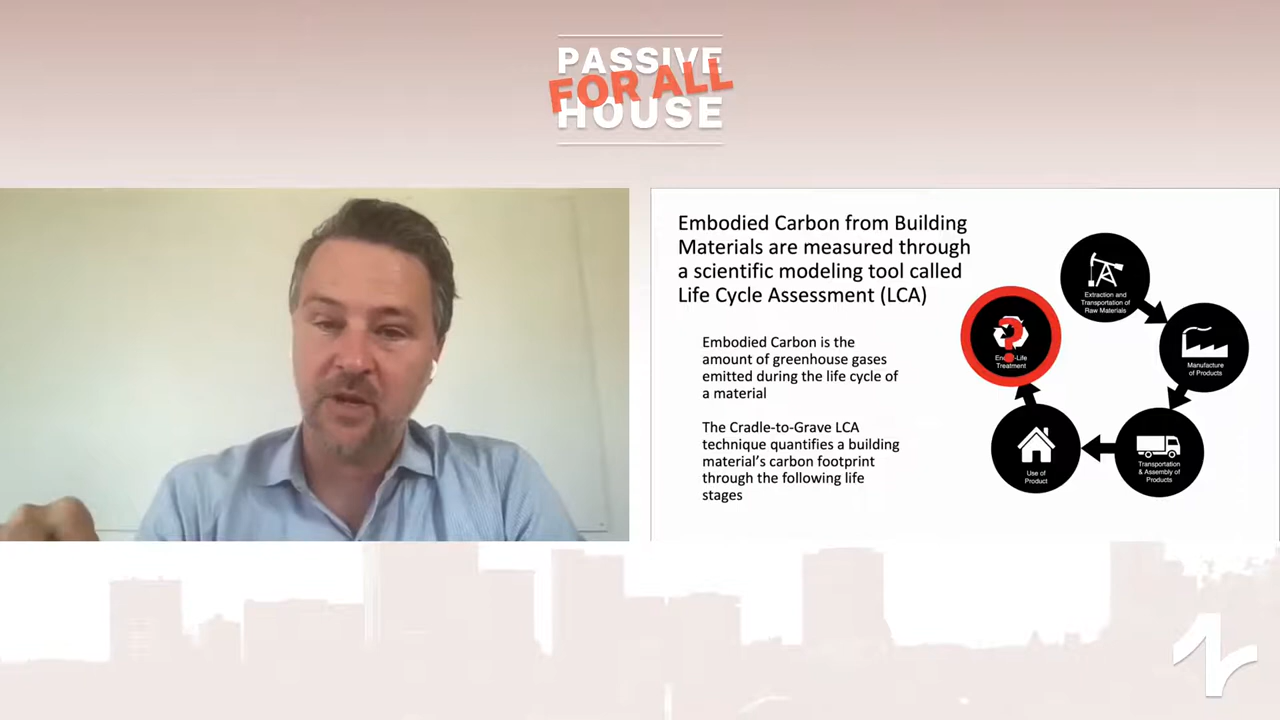 PASSIVE
FOR ALL
HOUSE
Embodied Carbon from Building
Materials are measured through
a scientific modeling tool called
Life Cycle Assessment (LCA)
Embodied Carbon is the
amount of greenhouse gases
emitted during the life cycle of
a material
The Cradle-to-Grave LCA
technique quantifies a building
material's carbon footprint
through the following life
stages
Extraction and
Transportation of
Raw Materials
Manufacture
of Products
Transportation
& Assembly of
Products
Use of
Product
?
-Life
Treatment